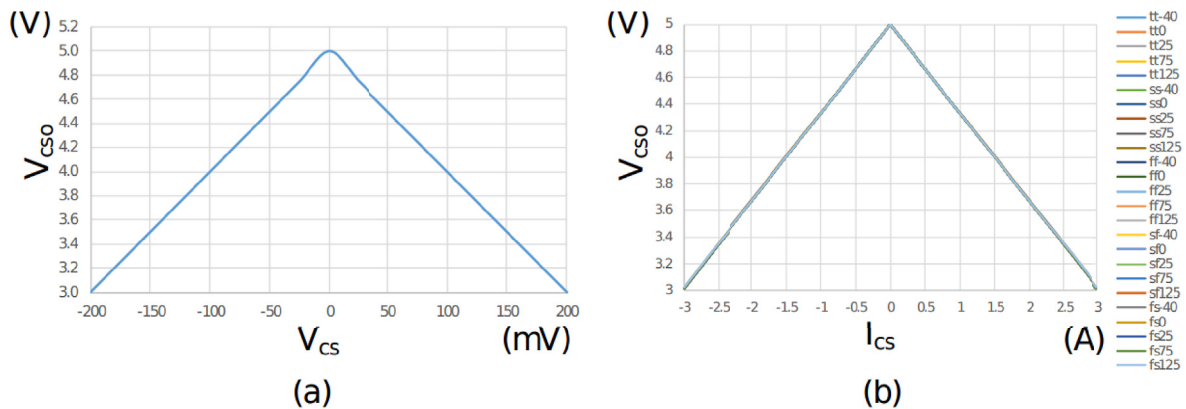 (V)
5.2
5.0
4.8
4.6
4.4
4.2
4.0
3.8
3.6
3.4
3.2
3.0
Vcso
-200 -150 -100 -50 0 50 100 150 200
Vcs (mV)
(a)
(V)
5
4.8
4.6
4.4
4.2
4
3.8
3.6
3.4
3.2
3
Vcso
-3 -2.5 -2 -1.5 -1 -0.5 0 0.5 1 1.5 2 2.5 3
Ics (A)
(b)
tt-40
tt0
tt25
tt75
tt125
ss-40
ss0
ss25
ss75
ss125
ff-40
ff0
ff25
ff75
ff125
sf-40
sf0
sf25
sf75
sf125
fs-40
fs0
fs25
fs75
fs125